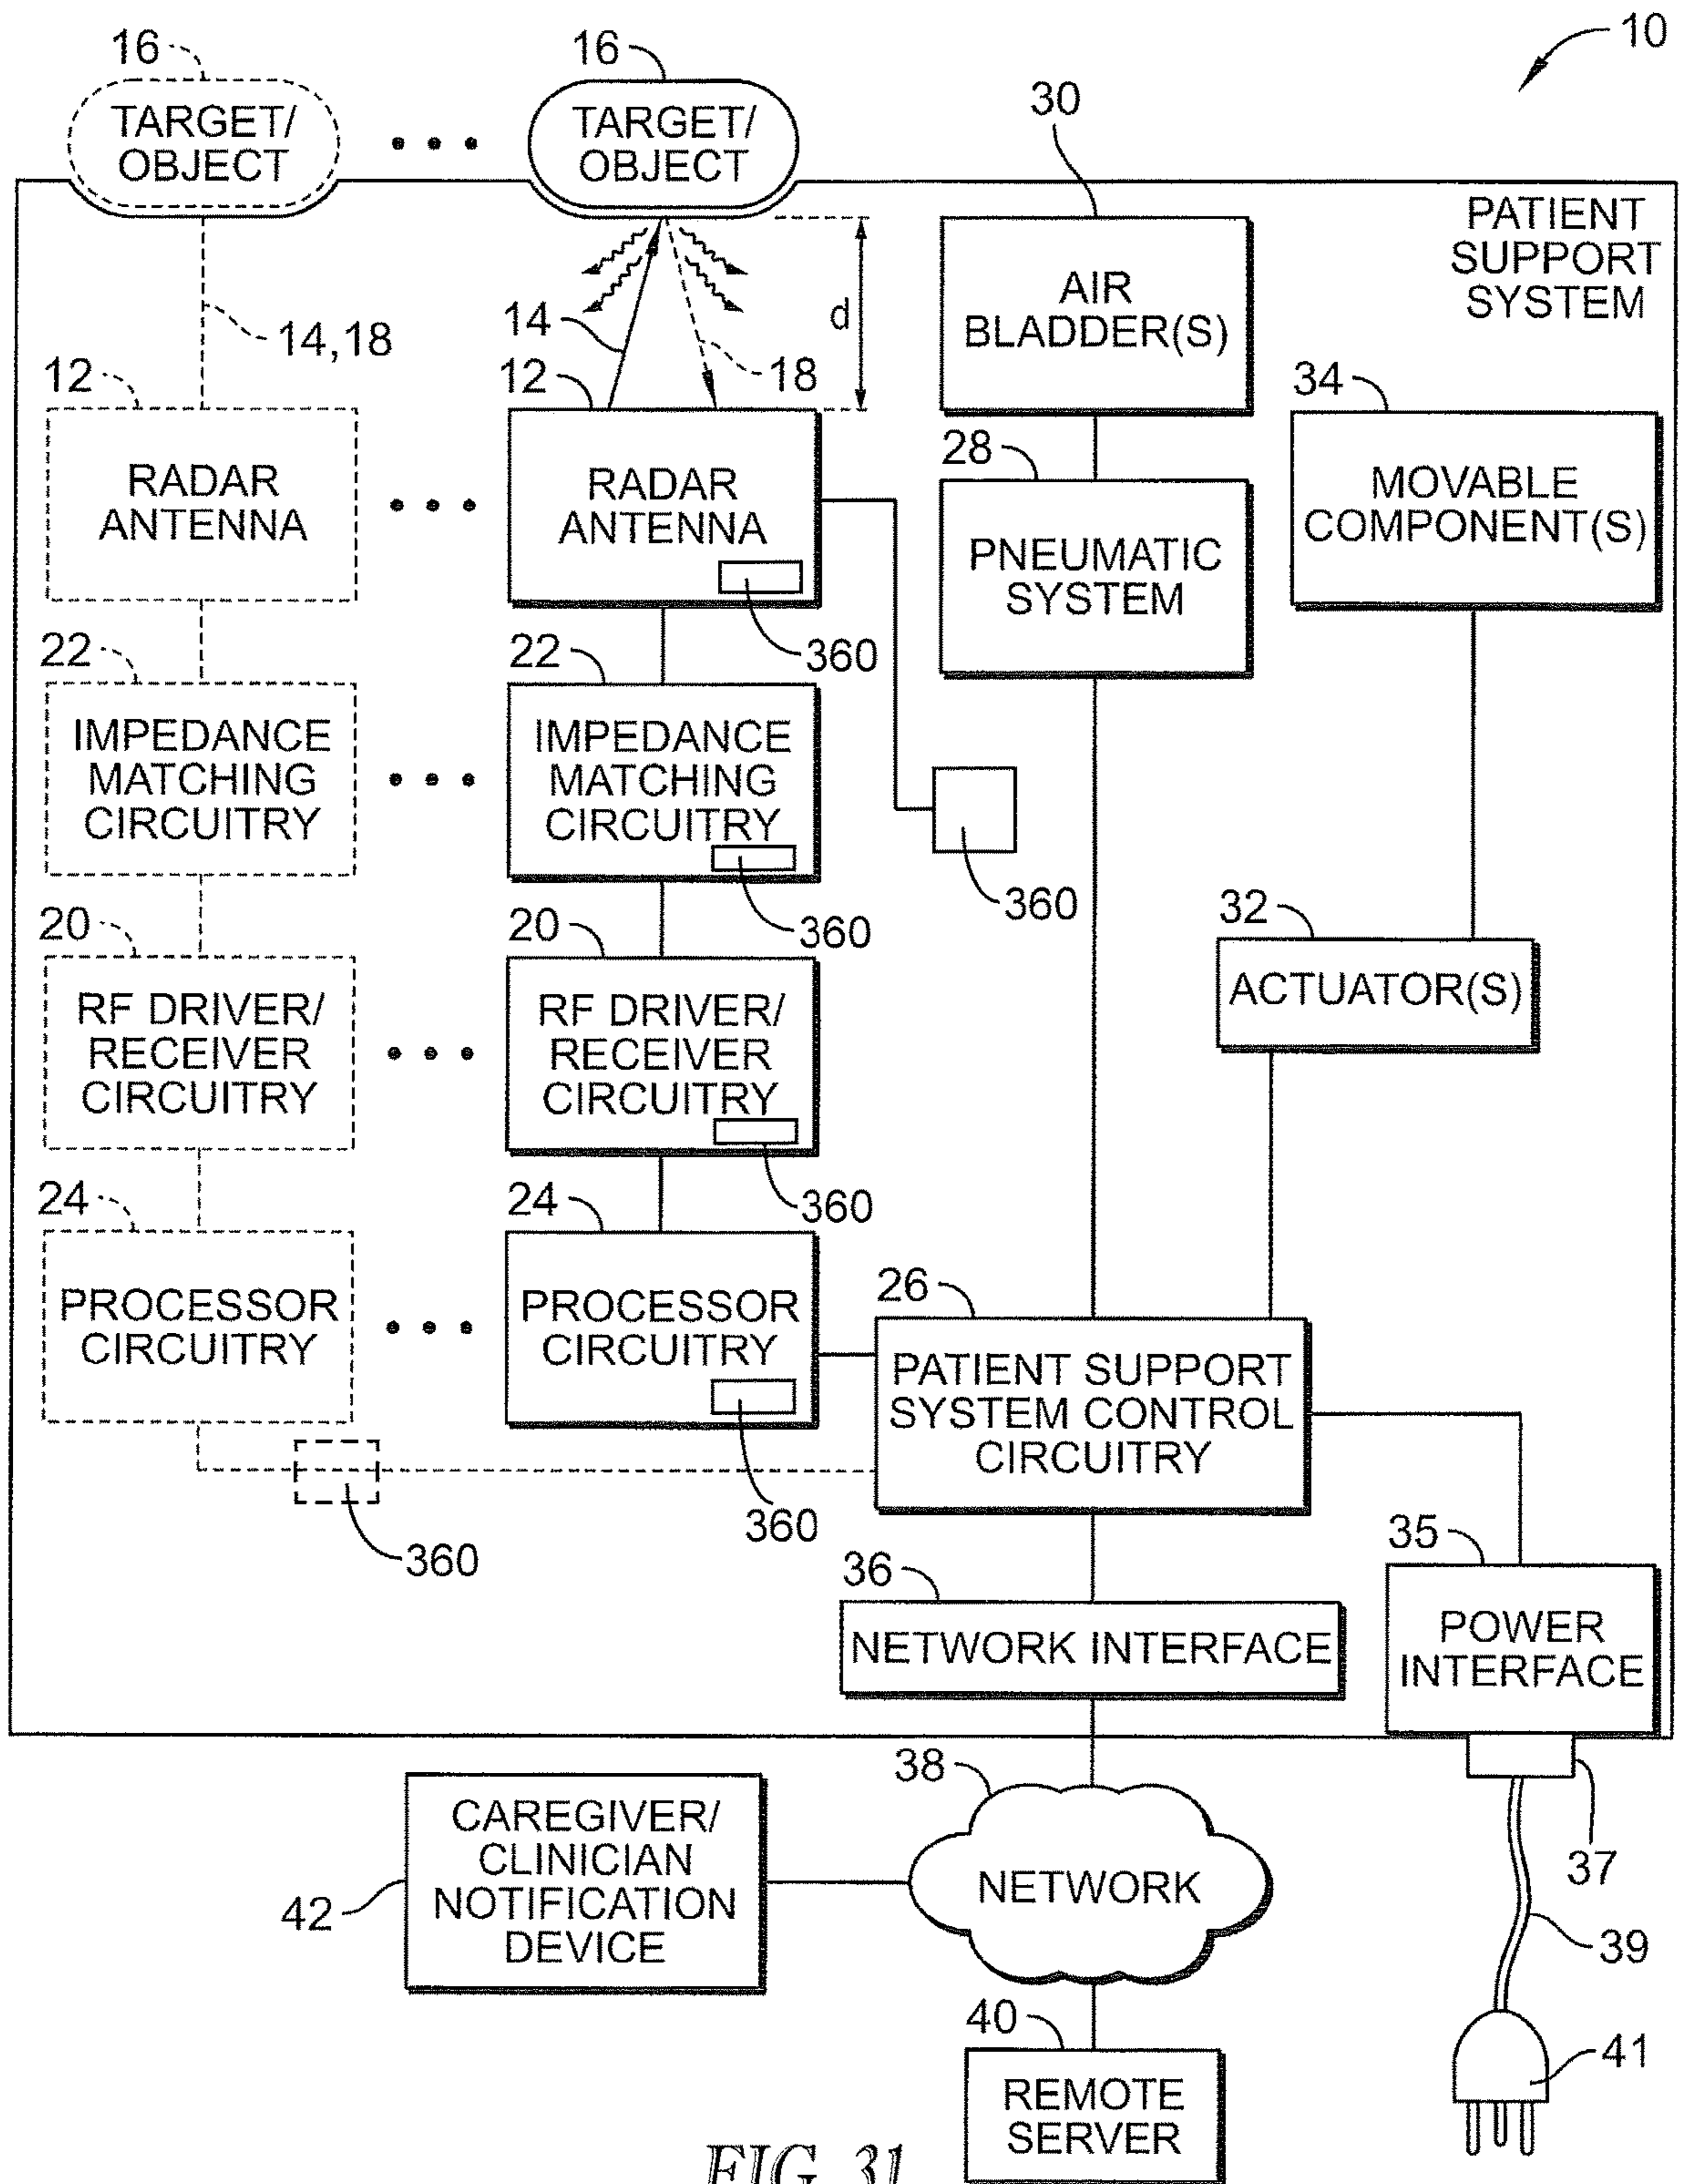 10
16
16
TARGET/
OBJECT
TARGET/
OBJECT
30
PATIENT
SUPPORT
SYSTEM
AIR
BLADDER(S)
14,18
14
d
18
12
12
34
RADAR
ANTENNA
RADAR
ANTENNA
360
28
PNEUMATIC
SYSTEM
MOVABLE
COMPONENT(S)
22
22
IMPEDANCE
MATCHING
CIRCUITRY
IMPEDANCE
MATCHING
CIRCUITRY
360
360
32
ACTUATOR(S)
20
20
RF DRIVER/
RECEIVER
CIRCUITRY
RF DRIVER/
RECEIVER
CIRCUITRY
360
24
24
PROCESSOR
CIRCUITRY
PROCESSOR
CIRCUITRY
360
360
26
PATIENT SUPPORT
SYSTEM CONTROL
CIRCUITRY
35
POWER
INTERFACE
36
NETWORK INTERFACE
38
NETWORK
37
CAREGIVER/
CLINICIAN
NOTIFICATION
DEVICE
42
39
40
REMOTE
SERVER
41
FIG. 31